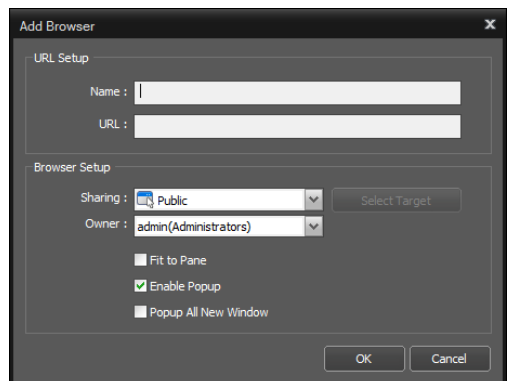 Add Browser x
URL Setup
Name :
URL :
Browser Setup
Sharing : Public Select Target
Owner : admin(Administrators)
Fit to Pane
Enable Popup
Popup All New Window
OK Cancel